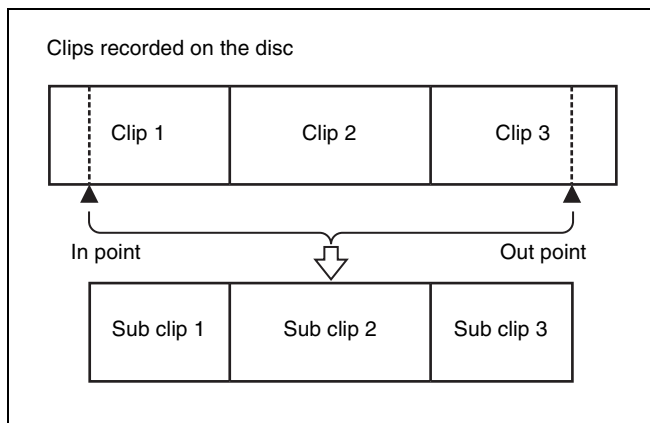 Clips recorded on the disc
Clip 1 Clip 2 Clip 3
In point Out point
Sub clip 1 Sub clip 2 Sub clip 3